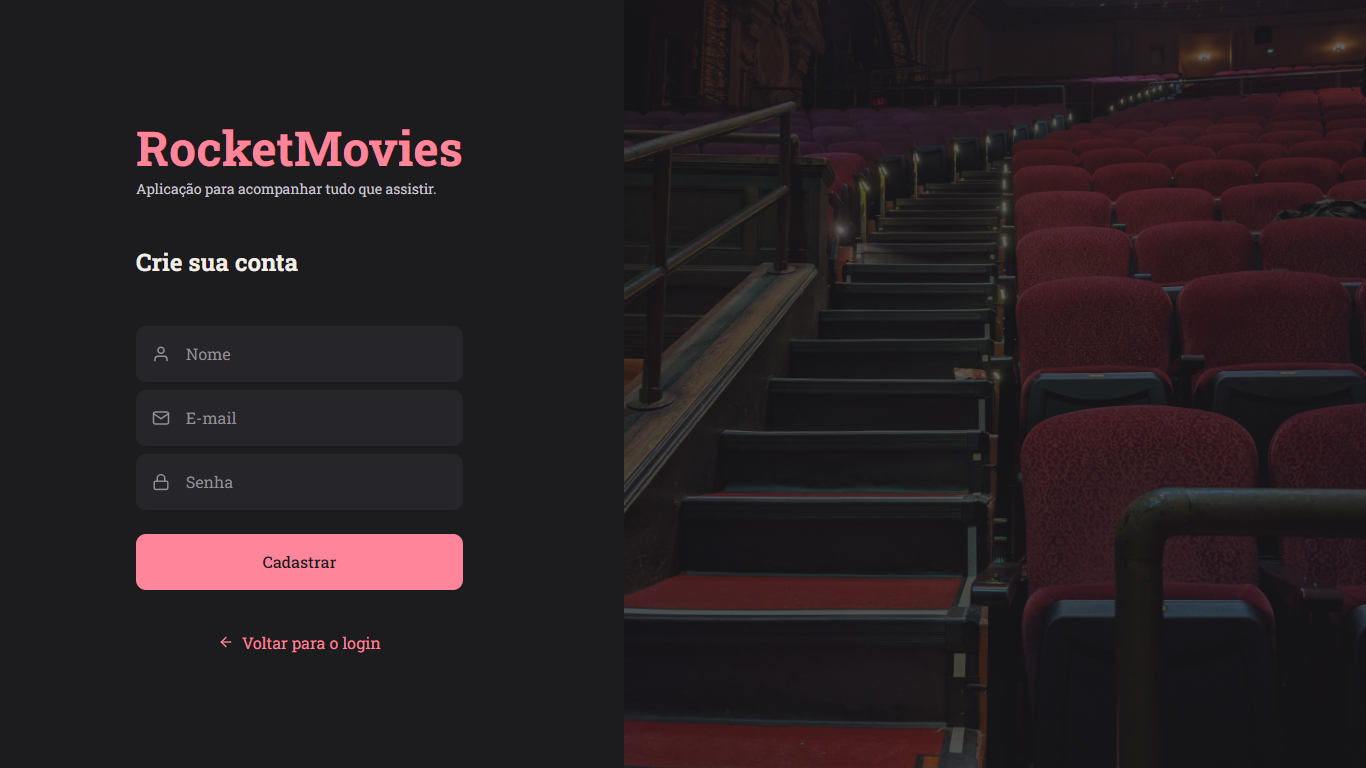 RocketMovies
Aplicação para acompanhar tudo que assistir.
Crie sua conta
Nome
E-mail
Senha
Cadastrar
Voltar para o login